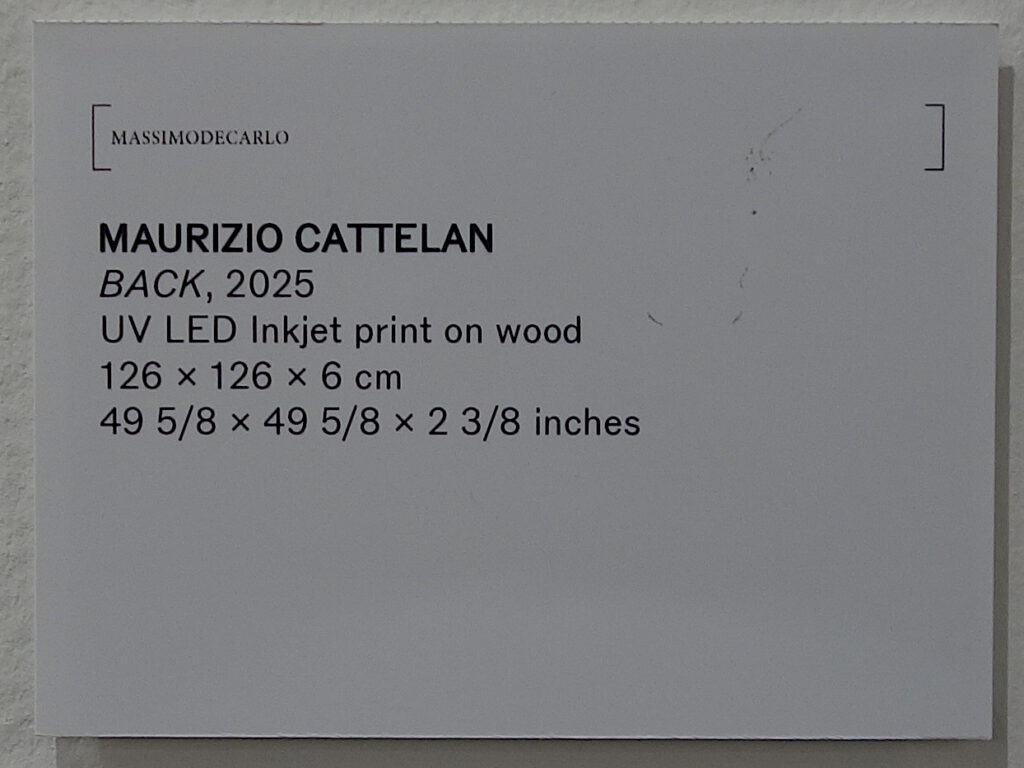 MASSIMODECARLO
MAURIZIO CATTELAN
BACK, 2025
UV LED Inkjet print on wood
126 × 126 × 6 cm
49 5/8 × 49 5/8 × 2 3/8 inches